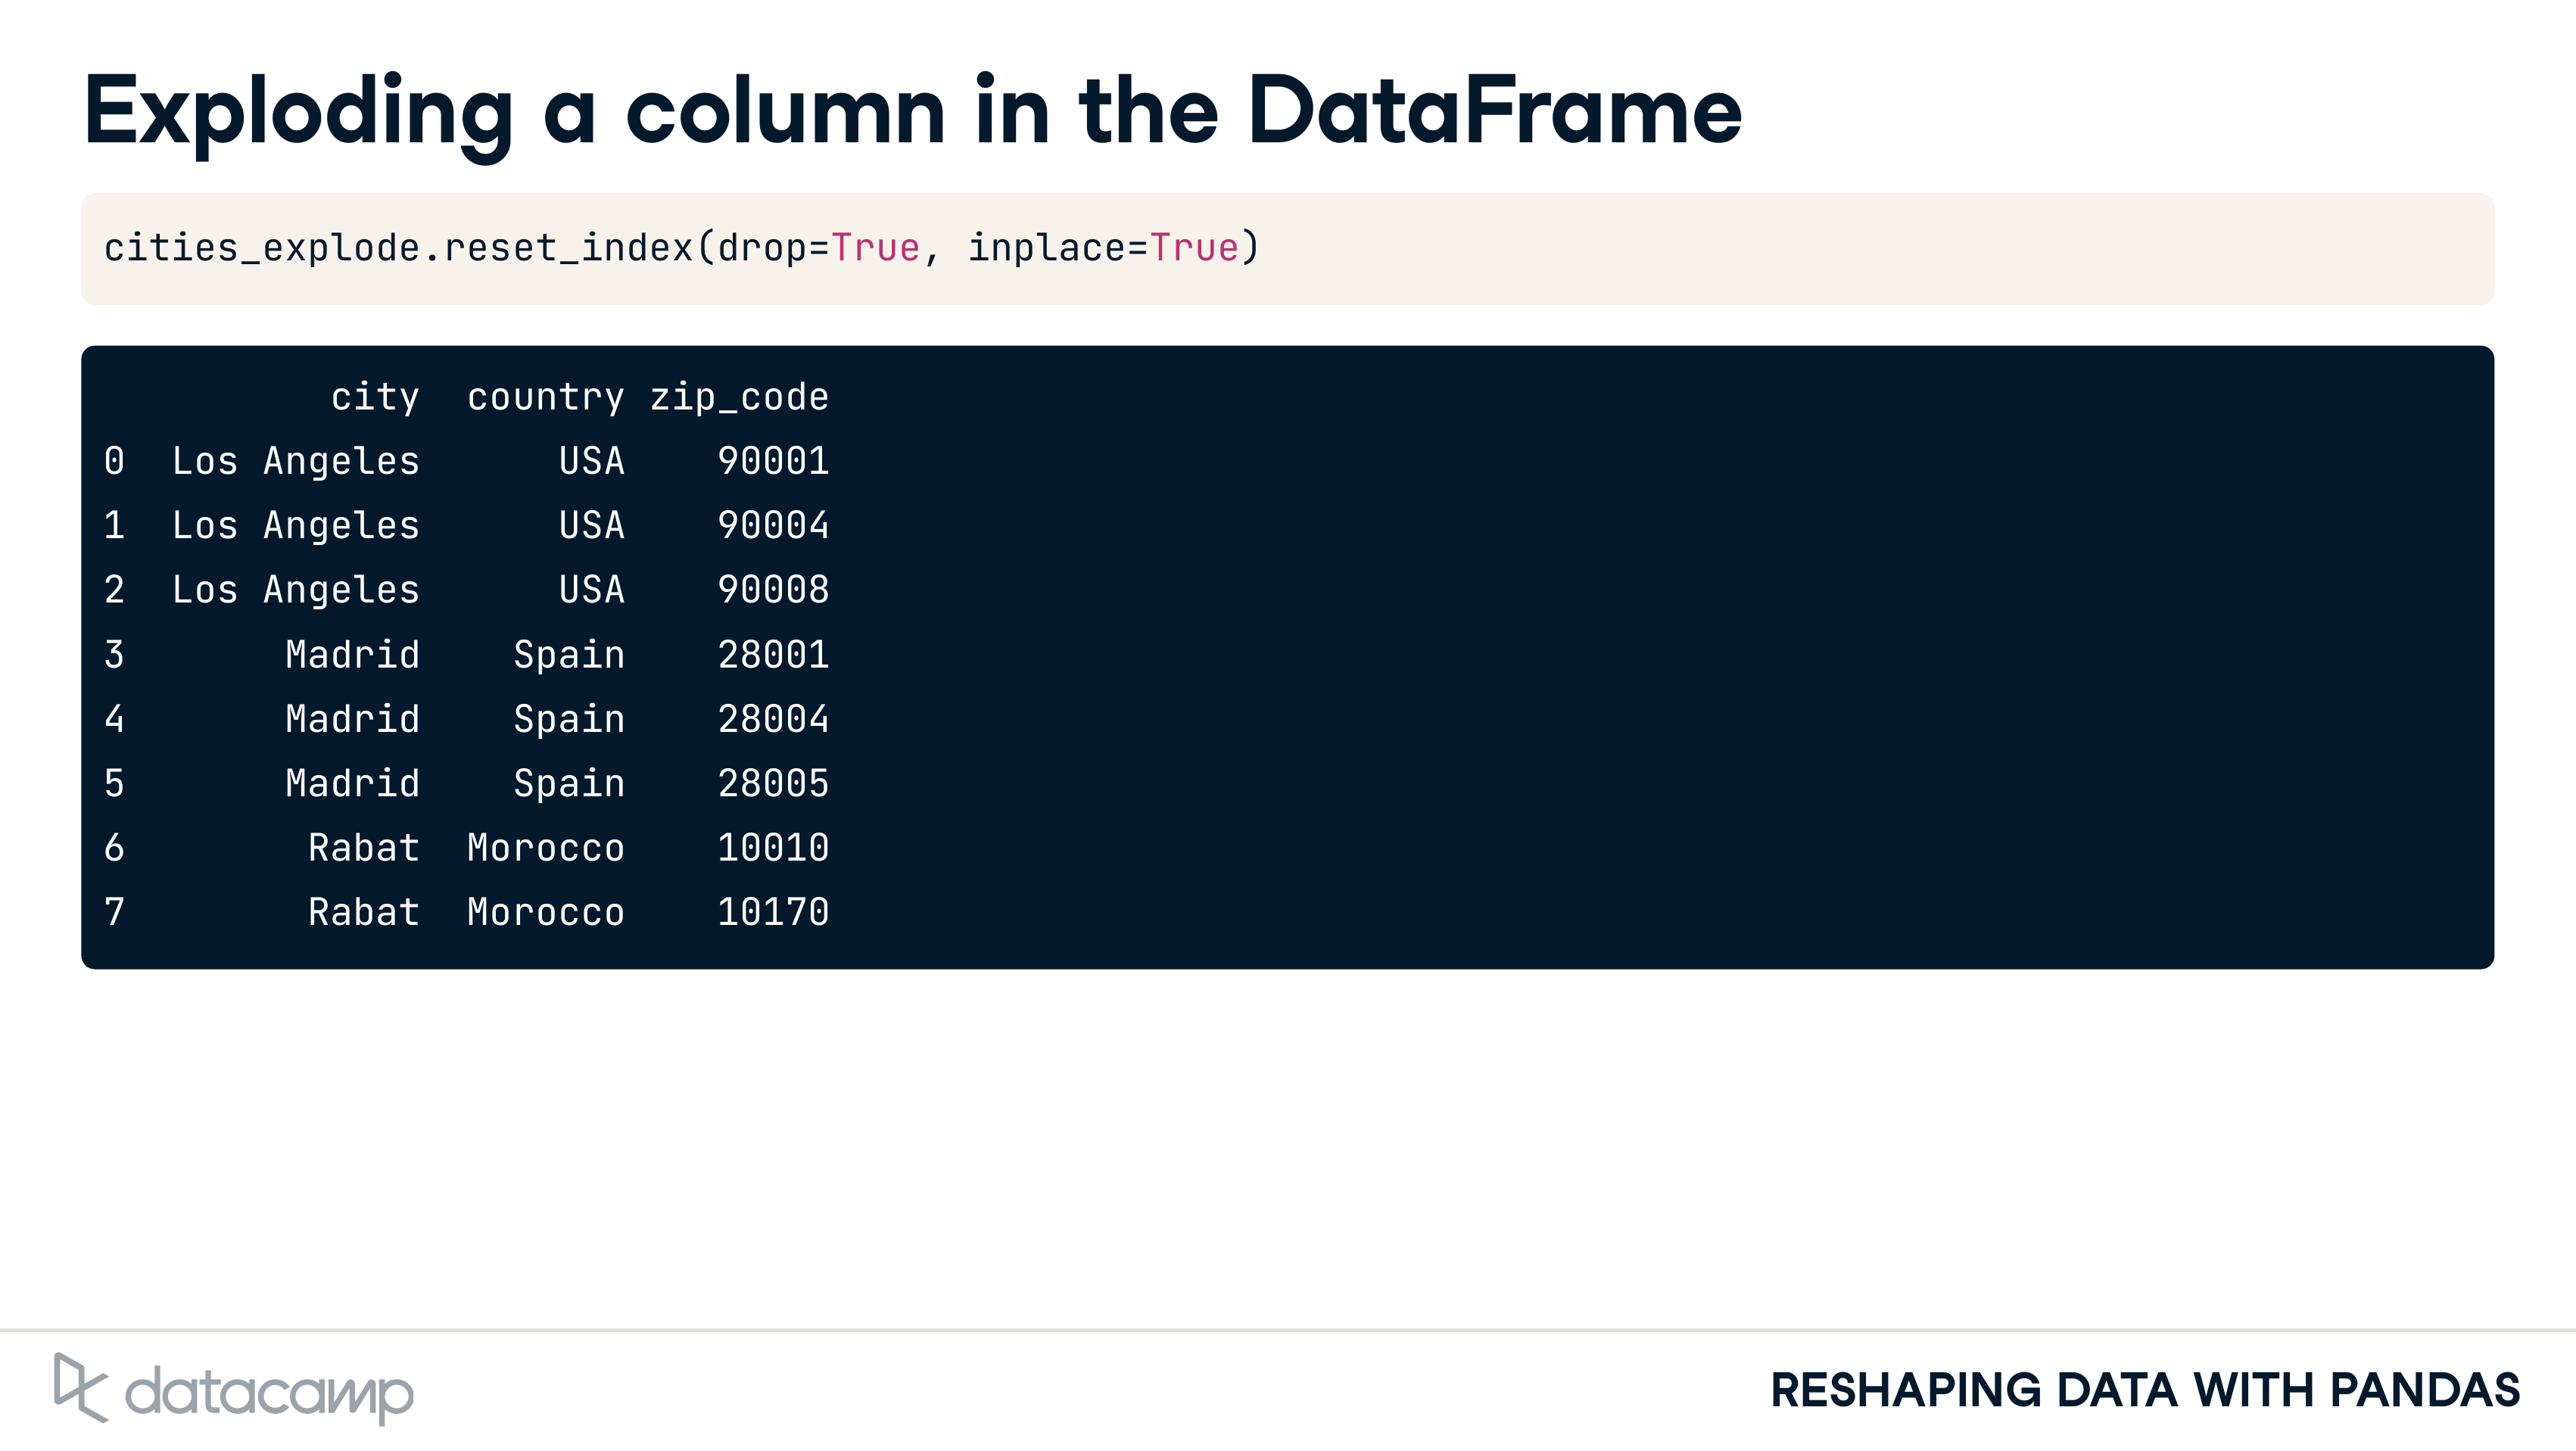 Exploding a column in the DataFrame
cities_explode.reset_index(drop=True, inplace=True)
city country zip_code
0 Los Angeles USA 90001
1 Los Angeles USA 90004
2 Los Angeles USA 90008
3 Madrid Spain 28001
4 Madrid Spain 28004
5 Madrid Spain 28005
6 Rabat Morocco 10010
7 Rabat Morocco 10170
datacamp
RESHAPING DATA WITH PANDAS